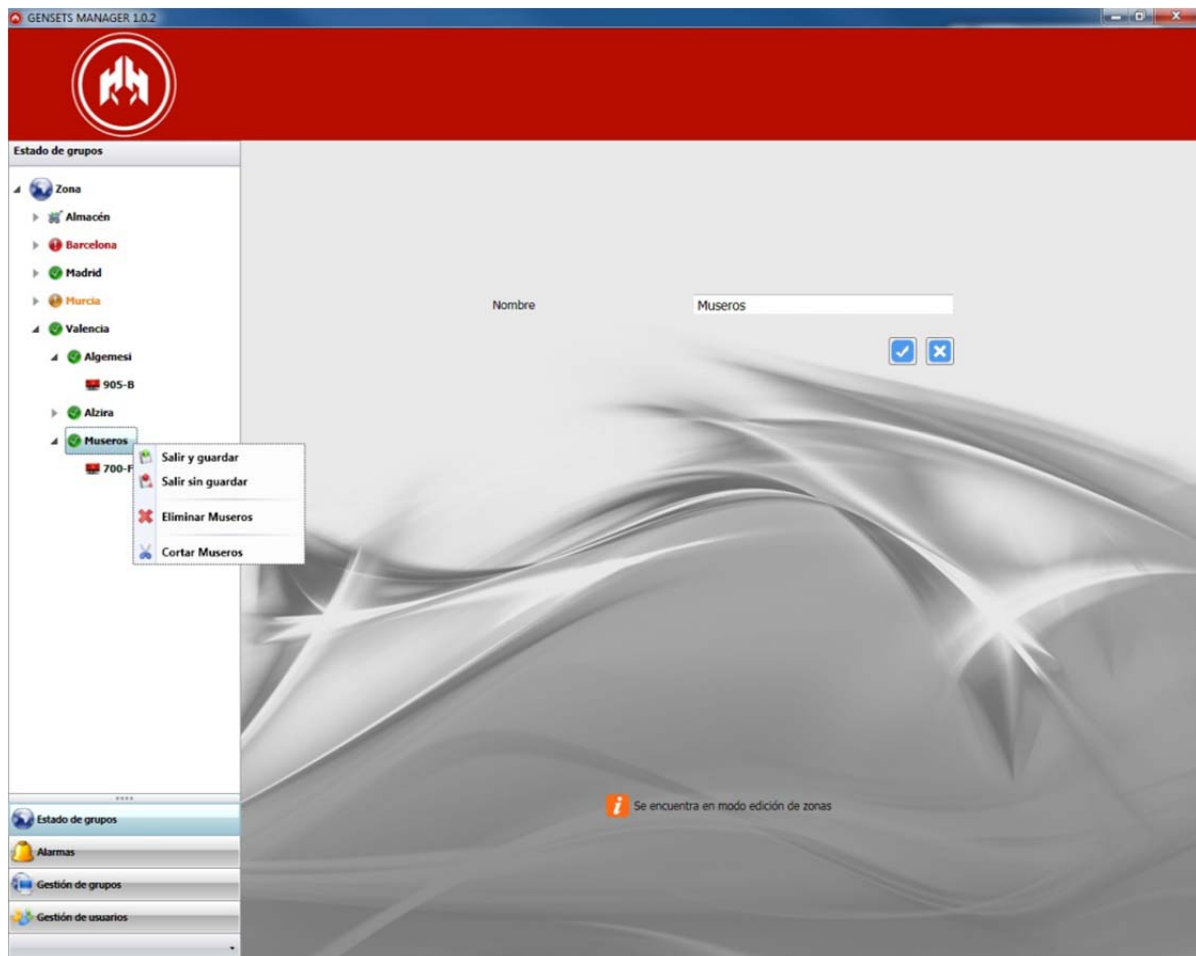 GENSETS MANAGER 1.0.2
Estado de grupos
Zona
Almacén
Barcelona
Madrid
Murcia
Valencia
Algemesi
905-B
Alzira
Museros
700-F
Salir y guardar
Salir sin guardar
Eliminar Museros
Cortar Museros
Nombre
Museros
Se encuentra en modo edición de zonas
Estado de grupos
Alarmas
Gestión de grupos
Gestión de usuarios